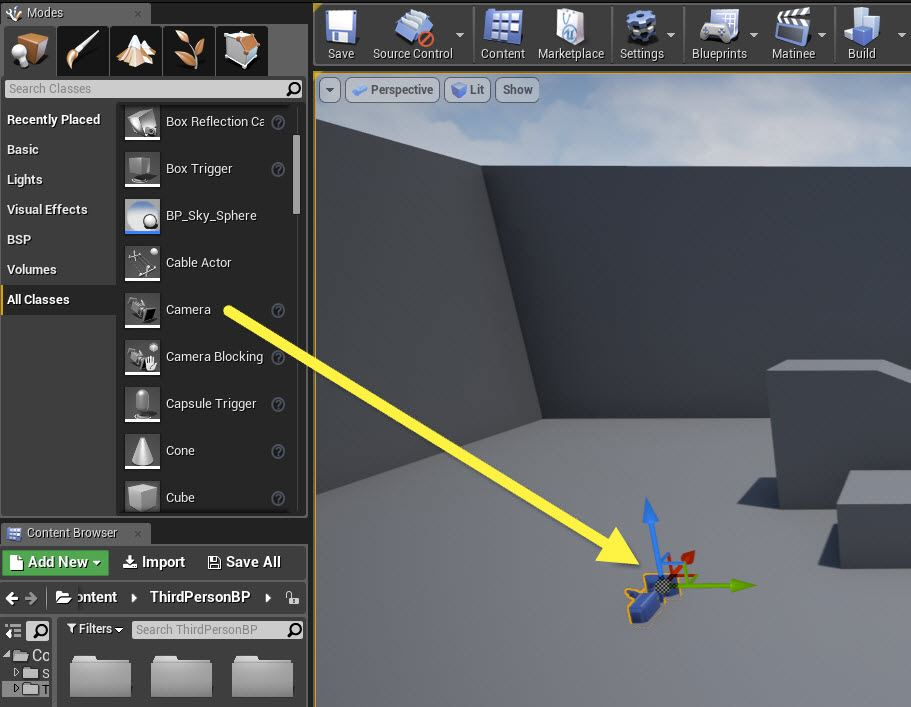 Modes
Save
Source Control
Content
Marketplace
Settings
Blueprints
Matinee
Build
Search Classes
Perspective
Lit
Show
Recently Placed
Basic
Lights
Visual Effects
BSP
Volumes
All Classes
Box Reflection Ca
Box Trigger
BP_Sky_Sphere
Cable Actor
Camera
Camera Blocking
Capsule Trigger
Cone
Cube
Content Browser
Add New
Import
Save All
ontent
ThirdPersonBP
Filters
Search ThirdPersonBP
Co
S
T